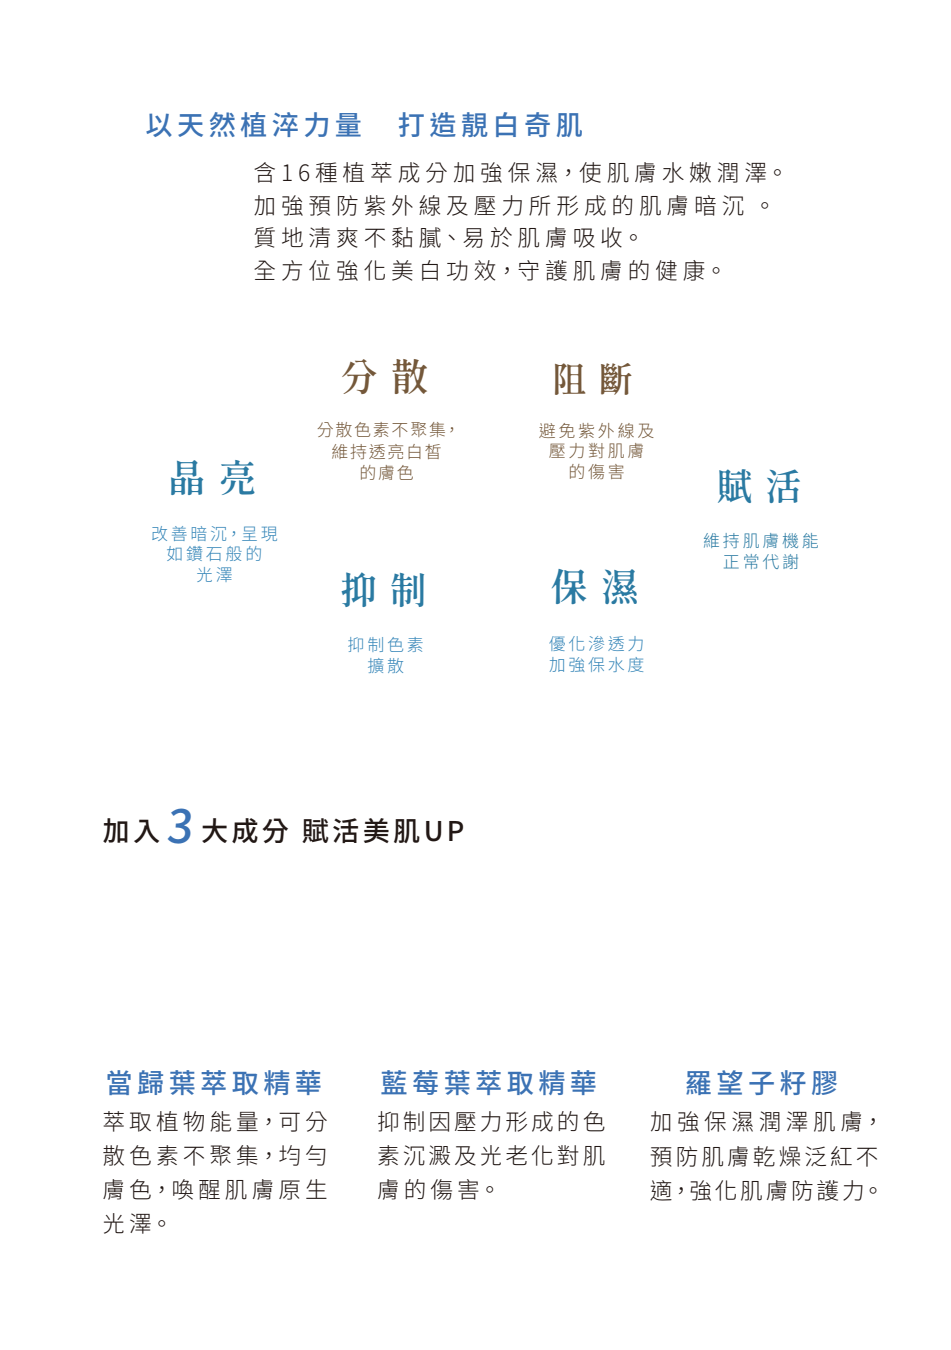 以天然植淬力量　打造靚白奇肌
含16種植萃成分加強保濕，使肌膚水嫩潤澤。
加強預防紫外線及壓力所形成的肌膚暗沉 。
質地清爽不黏膩、易於肌膚吸收。
全方位強化美白功效，守護肌膚的健康。
分散
分散色素不聚集，
維持透亮白皙
的膚色
阻斷
避免紫外線及
壓力對肌膚
的傷害
晶亮
改善暗沉，呈現
如鑽石般的
光澤
賦活
維持肌膚機能
正常代謝
抑制
抑制色素
擴散
保濕
優化滲透力
加強保水度
加入3大成分 賦活美肌UP
當歸葉萃取精華
萃取植物能量，可分
散色素不聚集，均勻
膚色，喚醒肌膚原生
光澤。
藍莓葉萃取精華
抑制因壓力形成的色
素沉澱及光老化對肌
膚的傷害。
羅望子籽膠
加強保濕潤澤肌膚，
預防肌膚乾燥泛紅不
適，強化肌膚防護力。